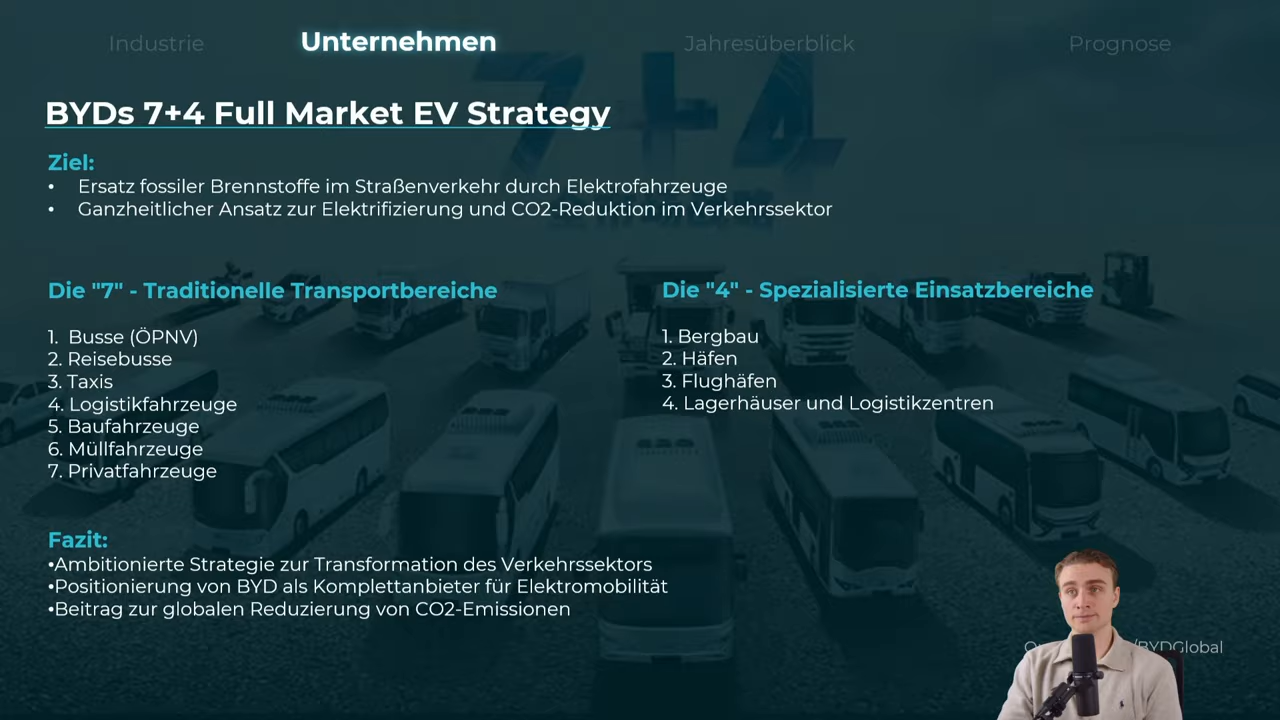 Industrie
Unternehmen
Jahresüberblick
Prognose
7+4
BYDs 7+4 Full Market EV Strategy
Ziel:
• Ersatz fossiler Brennstoffe im Straßenverkehr durch Elektrofahrzeuge
• Ganzheitlicher Ansatz zur Elektrifizierung und CO2-Reduktion im Verkehrssektor
Die "7" - Traditionelle Transportbereiche
1. Busse (ÖPNV)
2. Reisebusse
3. Taxis
4. Logistikfahrzeuge
5. Baufahrzeuge
6. Müllfahrzeuge
7. Privatfahrzeuge
Die "4" - Spezialisierte Einsatzbereiche
1. Bergbau
2. Häfen
3. Flughäfen
4. Lagerhäuser und Logistikzentren
Fazit:
•Ambitionierte Strategie zur Transformation des Verkehrssektors
•Positionierung von BYD als Komplettanbieter für Elektromobilität
•Beitrag zur globalen Reduzierung von CO2-Emissionen
/BYDGlobal